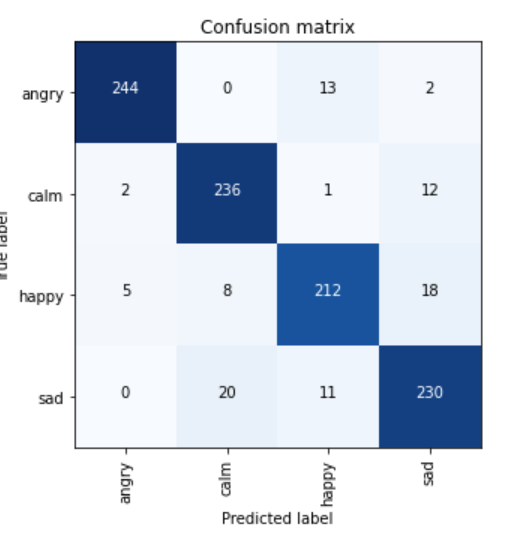 Confusion matrix
angry 244 0 13 2
calm 2 236 1 12
happy 5 8 212 18
sad 0 20 11 230
angry calm happy sad
Predicted label
label